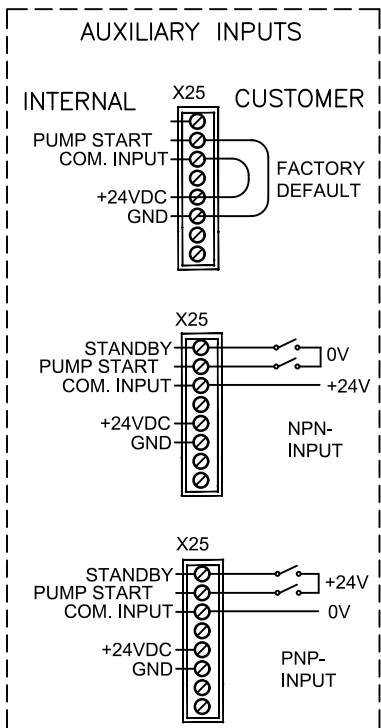 AUXILIARY INPUTS
INTERNAL X25 CUSTOMER
PUMP START
COM. INPUT
FACTORY
DEFAULT
+24VDC
GND
X25
STANDBY
0V
PUMP START
COM. INPUT
+24V
+24VDC
GND
NPN-
INPUT
X25
STANDBY
+24V
PUMP START
COM. INPUT
0V
+24VDC
GND
PNP-
INPUT